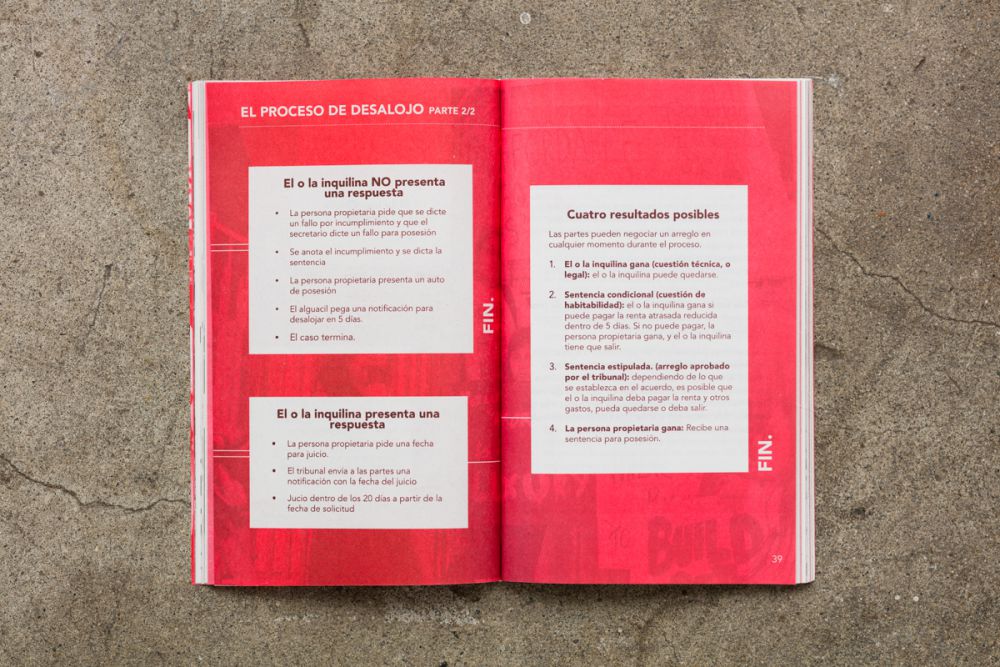 EL PROCESO DE DESALOJO PARTE 2/2
El o la inquilina NO presenta
una respuesta
• La persona propietaria pide que se dicte
un fallo por incumplimiento y que el
secretario dicte un fallo para posesión
• Se anota el incumplimiento y se dicta la
sentencia
• La persona propietaria presenta un auto
de posesión
• El alguacil pega una notificación para
desalojar en 5 días.
• El caso termina.
FIN.
El o la inquilina presenta una
respuesta
• La persona propietaria pide una fecha
para juicio.
• El tribunal envia a las partes una
notificación con la fecha del juicio
• Jucio dentro de los 20 días a partir de la
fecha de solicitud
Cuatro resultados posibles
Las partes pueden negociar un arreglo en
cualquier momento durante el proceso.
1. El o la inquilina gana (cuestión técnica, o
legal): el o la inquilina puede quedarse.
2. Sentencia condicional (cuestión de
habitabilidad): el o la inquilina gana si
puede pagar la renta atrasada reducida
dentro de 5 días. Si no puede pagar, la
persona propietaria gana, y el o la inquilina
tiene que salir.
3. Sentencia estipulada. (arreglo aprobado
por el tribunal): dependiendo de lo que
se establezca en el acuerdo, es posible que
el o la inquilina deba pagar la renta y otros
gastos, pueda quedarse o deba salir.
4. La persona propietaria gana: Recibe una
sentencia para posesión.
FIN.
TO
BUILD
39